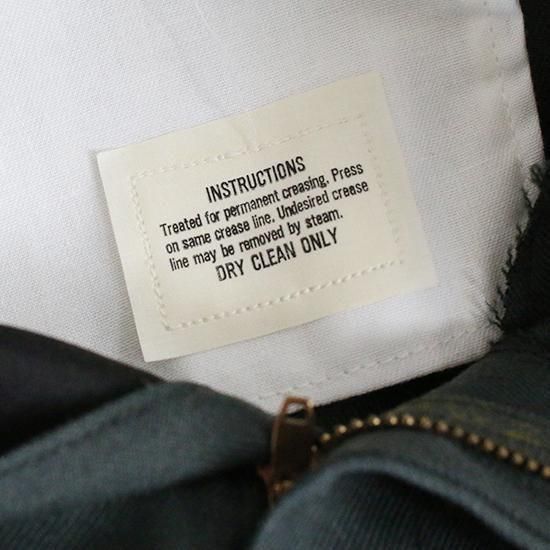 INSTRUCTIONS
Treated for permanent creasing. Press
on same crease line. Undesired crease
line may be removed by steam.
DRY CLEAN ONLY